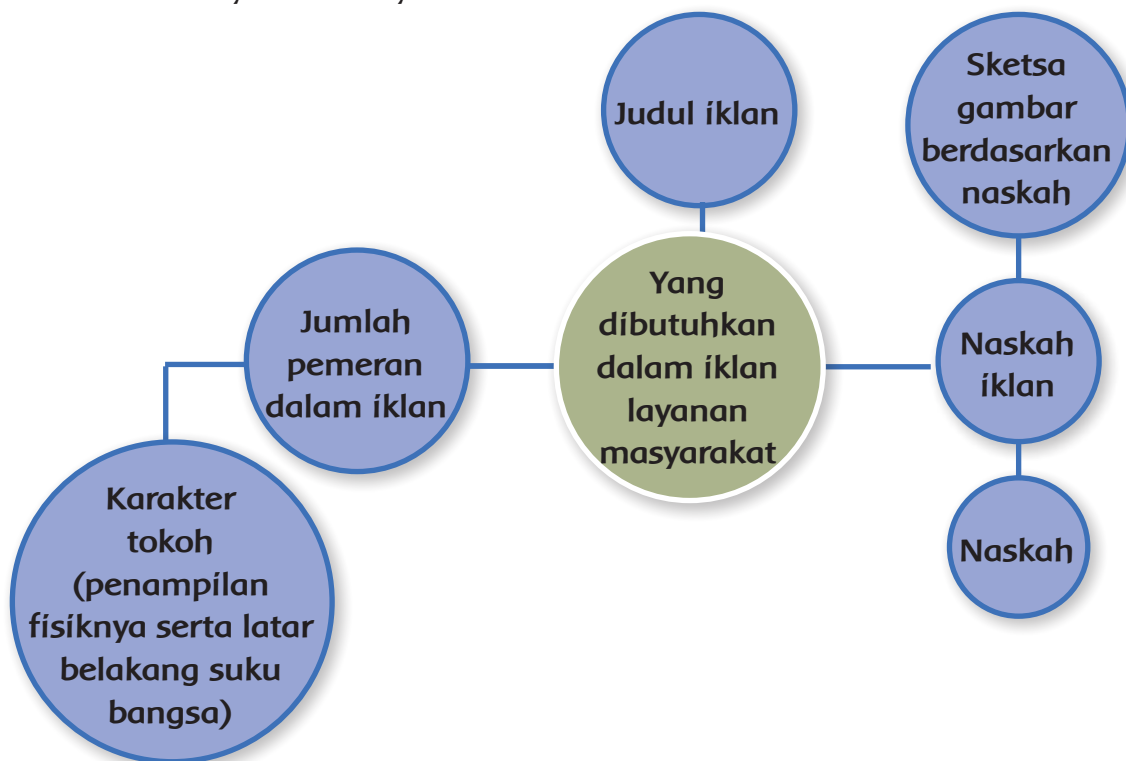 Judul iklan
Sketsa
gambar
berdasarkan
naskah
Yang
dibutuhkan
dalam iklan
layanan
masyarakat
Jumlah
pemeran
dalam iklan
Naskah
iklan
Karakter
tokoh
(penampilan
fisiknya serta latar
belakang suku
bangsa)
Naskah